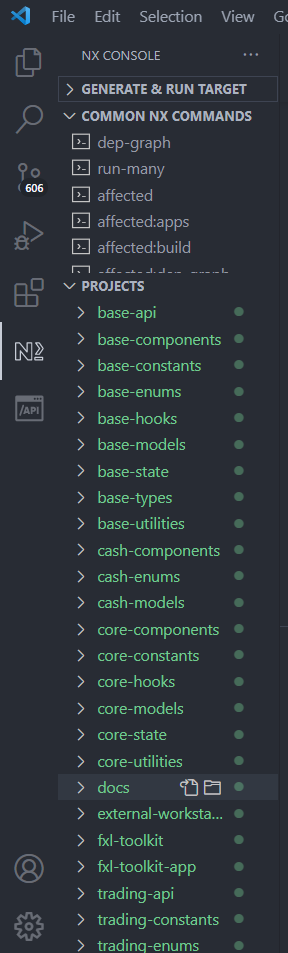 File Edit Selection View Go
NX CONSOLE
GENERATE & RUN TARGET
COMMON NX COMMANDS
dep-graph
run-many
606
affected
affected:apps
affected:build
affected:dep-graph
PROJECTS
base-api
base-components
base-constants
base-enums
/API
base-hooks
base-models
base-state
base-types
base-utilities
cash-components
cash-enums
cash-models
core-components
core-constants
core-hooks
core-models
core-state
core-utilities
docs
external-worksta...
fxl-toolkit
fxl-toolkit-app
trading-api
trading-constants
trading-enums